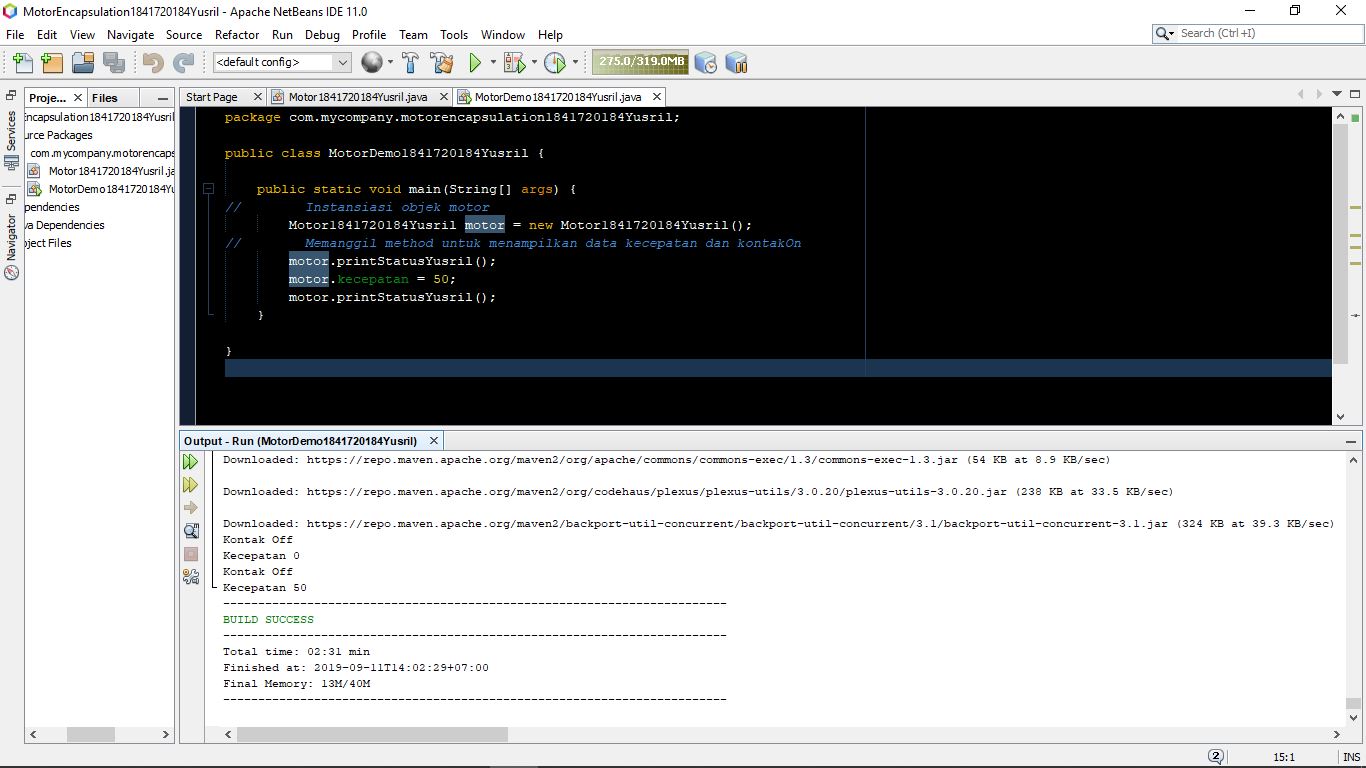 MotorEncapsulation1841720184Yusril - Apache NetBeans IDE 11.0
File Edit View Navigate Source Refactor Run Debug Profile Team Tools Window Help
Search (Ctrl+I)
<default config>
275.0/319.0MB
Proje... Files
Start Page Motor1841720184Yusril.java MotorDemo1841720184Yusril.java
Services
Navigator
Encapsulation1841720184Yusril
urce Packages
com.mycompany.motorencaps
Motor1841720184Yusril.ja
MotorDemo1841720184Yu
pendencies
va Dependencies
ject Files
package com.mycompany.motorencapsulation1841720184Yusril;
public class MotorDemo1841720184Yusril {
public static void main(String[] args) {
// Instansiasi objek motor
Motor1841720184Yusril motor = new Motor1841720184Yusril();
// Memanggil method untuk menampilkan data kecepatan dan kontakOn
motor.printStatusYusril();
motor.kecepatan = 50;
motor.printStatusYusril();
}
}
Output - Run (MotorDemo1841720184Yusril)
Downloaded: https://repo.maven.apache.org/maven2/org/apache/commons/commons-exec/1.3/commons-exec-1.3.jar (54 KB at 8.9 KB/sec)
Downloaded: https://repo.maven.apache.org/maven2/org/codehaus/plexus/plexus-utils/3.0.20/plexus-utils-3.0.20.jar (238 KB at 33.5 KB/sec)
Downloaded: https://repo.maven.apache.org/maven2/backport-util-concurrent/backport-util-concurrent/3.1/backport-util-concurrent-3.1.jar (324 KB at 39.3 KB/sec)
Kontak Off
Kecepatan 0
Kontak Off
Kecepatan 50
------------------------------------------------------------------------
BUILD SUCCESS
------------------------------------------------------------------------
Total time: 02:31 min
Finished at: 2019-09-11T14:02:29+07:00
Final Memory: 13M/40M
------------------------------------------------------------------------
2 15:1 INS